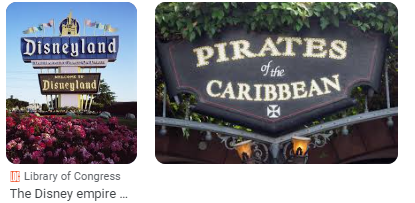 Disneyland
WELCOME TO
Disneyland
PIRATES
of the
CARIBBEAN
Library of Congress
The Disney empire ...